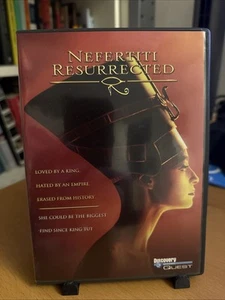 NEFERTITI
RESURRECTED
LOVED BY A KING.
HATED BY AN EMPIRE.
ERASED FROM HISTORY.
SHE COULD BE THE BIGGEST
FIND SINCE KING TUT
Discovery
QUEST